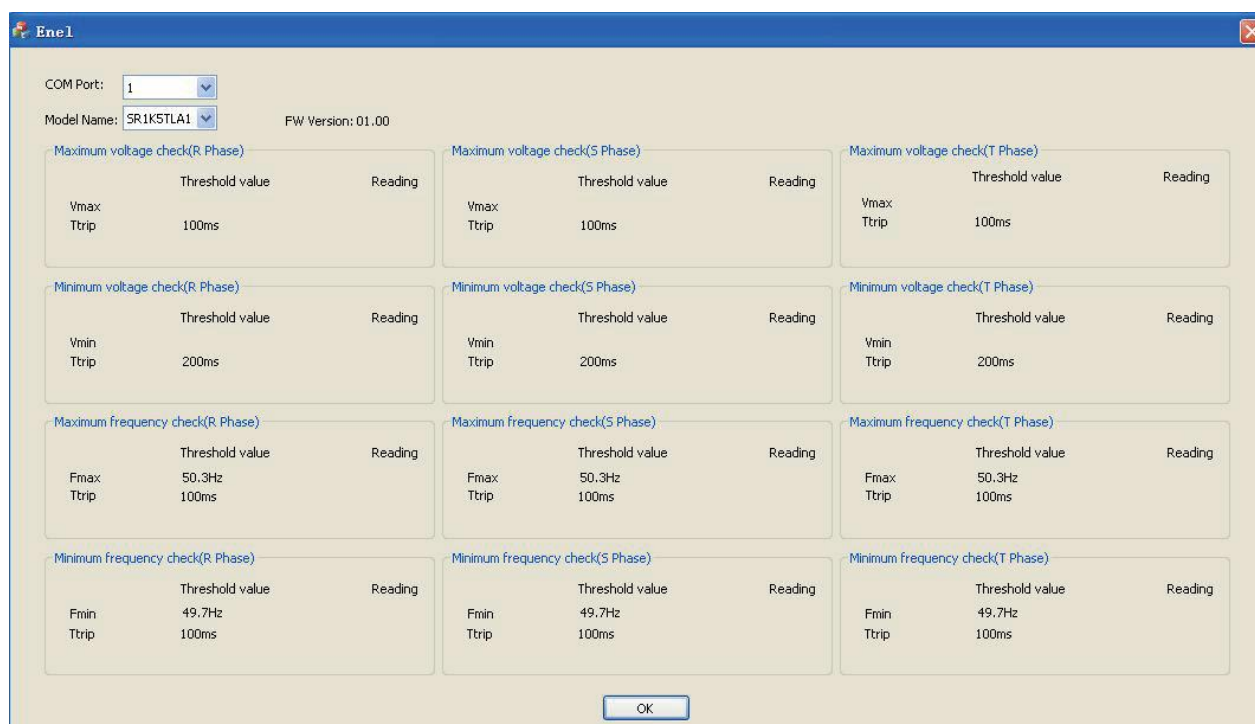 Enel
COM Port: 1
Model Name: SR1K5TLA1 FW Version: 01.00
Maximum voltage check(R Phase) Maximum voltage check(S Phase) Maximum voltage check(T Phase)
Threshold value Reading Threshold value Reading Threshold value Reading
Vmax Vmax Vmax
Ttrip 100ms Ttrip 100ms Ttrip 100ms
Minimum voltage check(R Phase) Minimum voltage check(S Phase) Minimum voltage check(T Phase)
Threshold value Reading Threshold value Reading Threshold value Reading
Vmin Vmin Vmin
Ttrip 200ms Ttrip 200ms Ttrip 200ms
Maximum frequency check(R Phase) Maximum frequency check(S Phase) Maximum frequency check(T Phase)
Threshold value Reading Threshold value Reading Threshold value Reading
Fmax 50.3Hz Fmax 50.3Hz Fmax 50.3Hz
Ttrip 100ms Ttrip 100ms Ttrip 100ms
Minimum frequency check(R Phase) Minimum frequency check(S Phase) Minimum frequency check(T Phase)
Threshold value Reading Threshold value Reading Threshold value Reading
Fmin 49.7Hz Fmin 49.7Hz Fmin 49.7Hz
Ttrip 100ms Ttrip 100ms Ttrip 100ms
OK